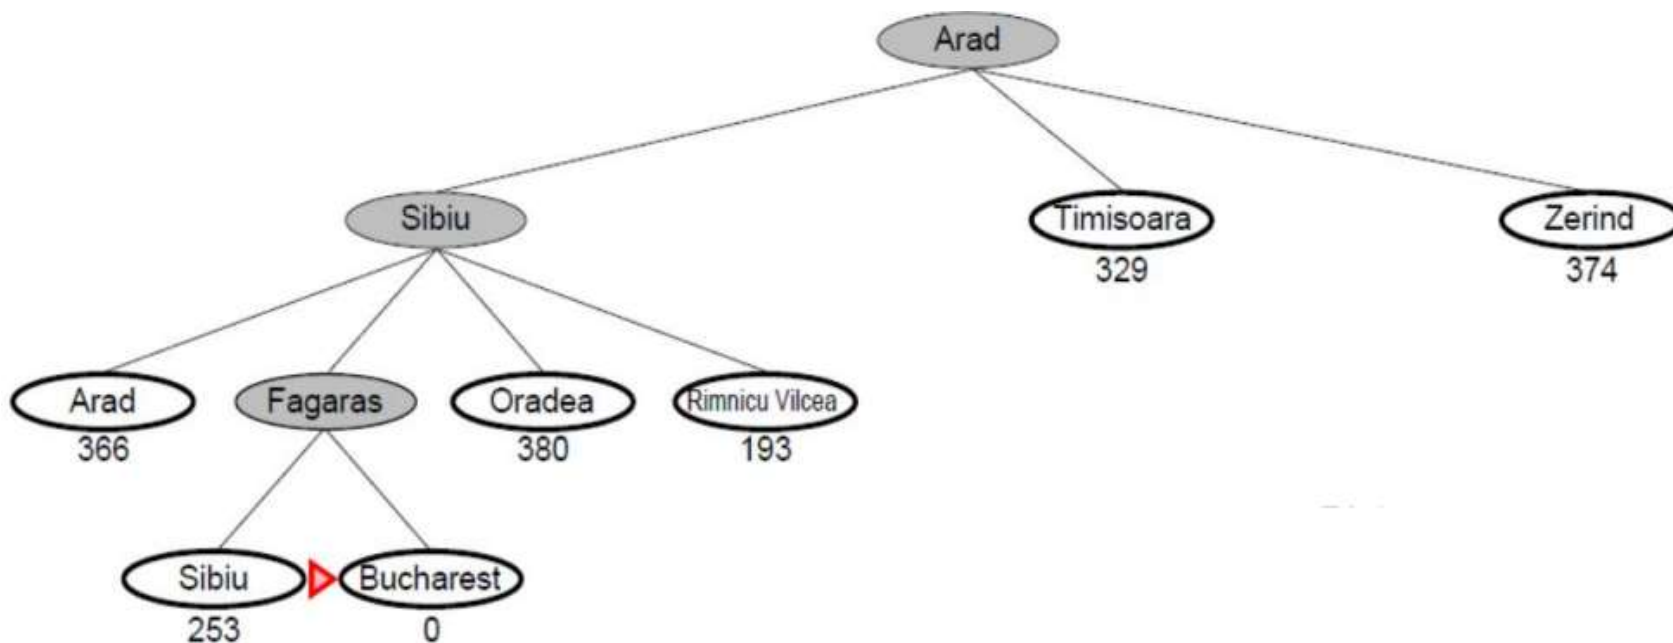 Arad
Sibiu Timisoara Zerind
329 374
Arad Fagaras Oradea Rimnicu Vilcea
366 380 193
Sibiu Bucharest
253 0